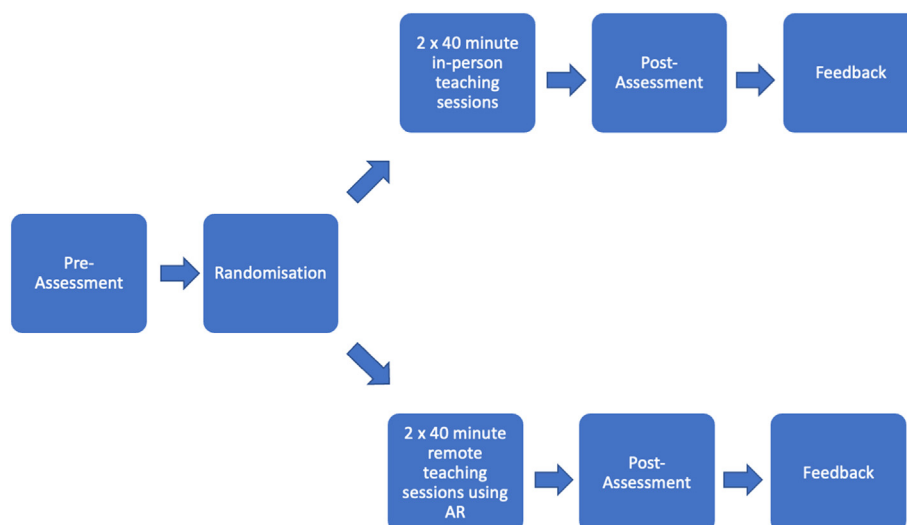 2 x 40 minute
in-person
teaching
sessions
Post-
Assessment
Feedback
Pre-
Assessment
Randomisation
2 x 40 minute
remote
teaching
sessions using
AR
Post-
Assessment
Feedback